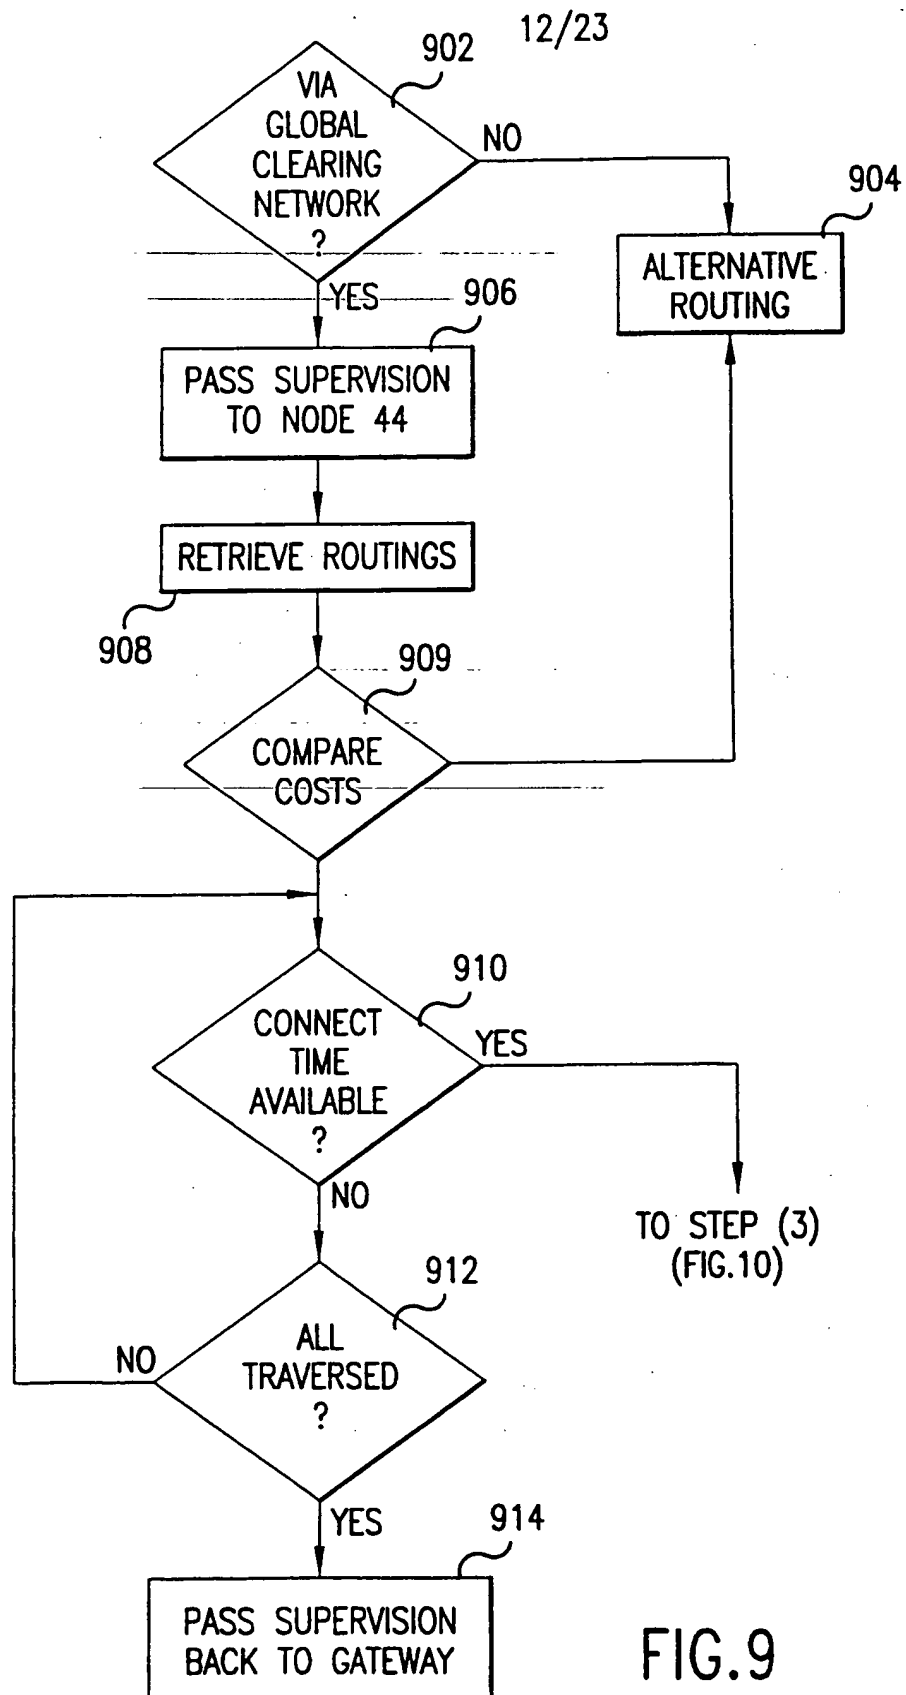 12/23
902
VIA
GLOBAL
CLEARING
NETWORK
?
NO
904
ALTERNATIVE
ROUTING
YES
906
PASS SUPERVISION
TO NODE 44
RETRIEVE ROUTINGS
908
909
COMPARE
COSTS
910
CONNECT
TIME
AVAILABLE
?
YES
TO STEP (3)
(FIG.10)
NO
912
ALL
TRAVERSED
?
NO
YES
914
PASS SUPERVISION
BACK TO GATEWAY
FIG.9